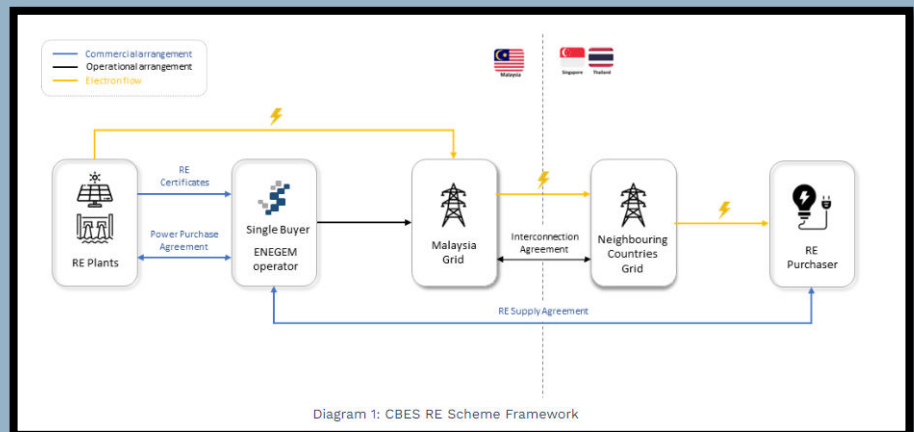 Commercial arrangement
Operational arrangement
Electron flow
Malaysia
Singapore Thailand
RE
Certificates
Power Purchase
Agreement
RE Plants
Single Buyer
ENEGEM
operator
Malaysia
Grid
Interconnection
Agreement
Neighbouring
Countries
Grid
RE
Purchaser
RE Supply Agreement
Diagram 1: CBES RE Scheme Framework